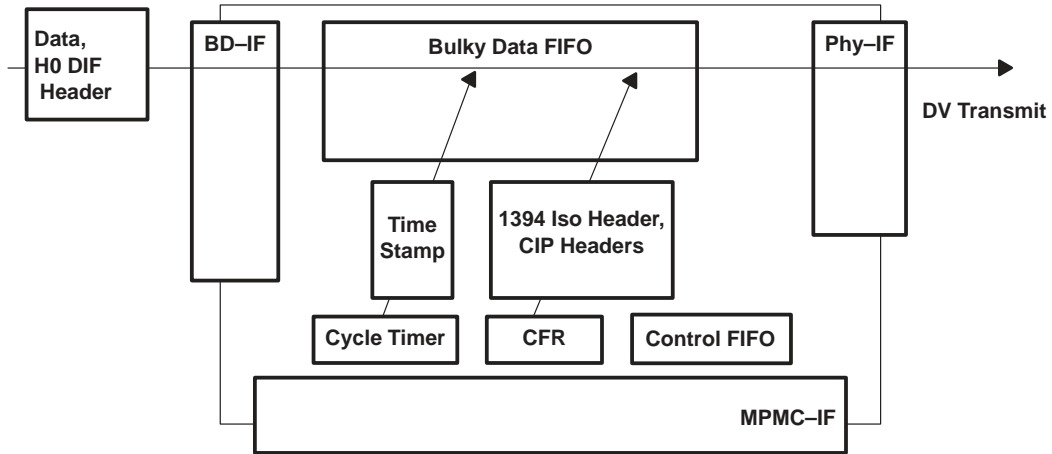 Data,
H0 DIF
Header
BD–IF
Bulky Data FIFO
Phy–IF
DV Transmit
Time
Stamp
1394 Iso Header,
CIP Headers
Cycle Timer
CFR
Control FIFO
MPMC–IF